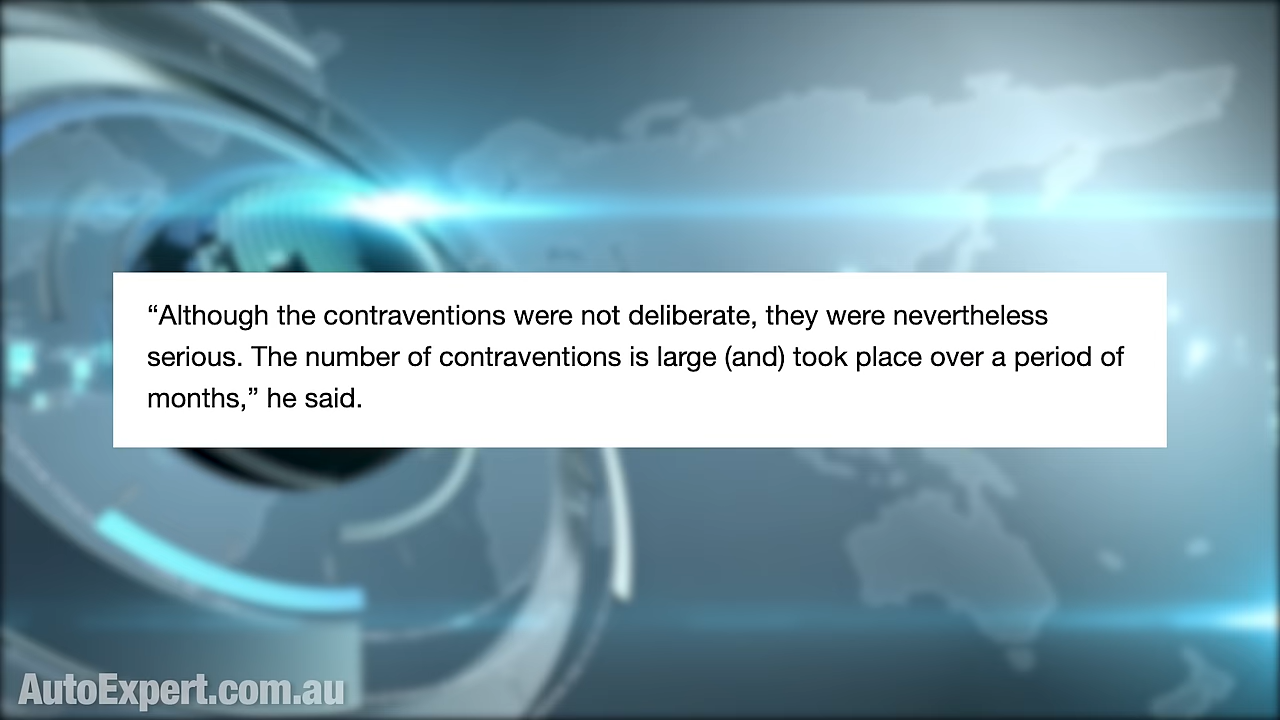 “Although the contraventions were not deliberate, they were nevertheless
serious. The number of contraventions is large (and) took place over a period of
months,” he said.
AutoExpert.com.au